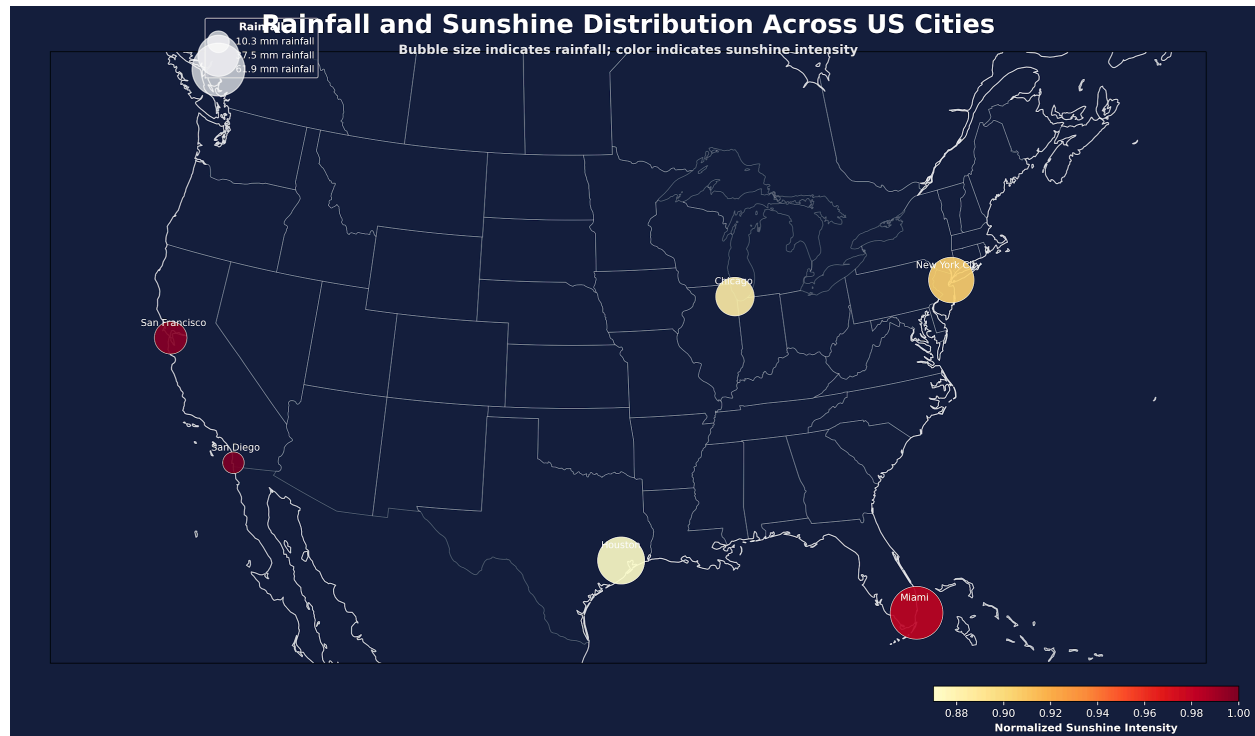 Rainfall and Sunshine Distribution Across US Cities
Bubble size indicates rainfall; color indicates sunshine intensity
10.3 mm rainfall
mm rainfall
61.9 mm rainfall
New York City
Chicago
San Francisco
San Diego
Houston
Miami
0.88 0.90 0.92 0.94 0.96 0.98 1.00
Normalized Sunshine Intensity